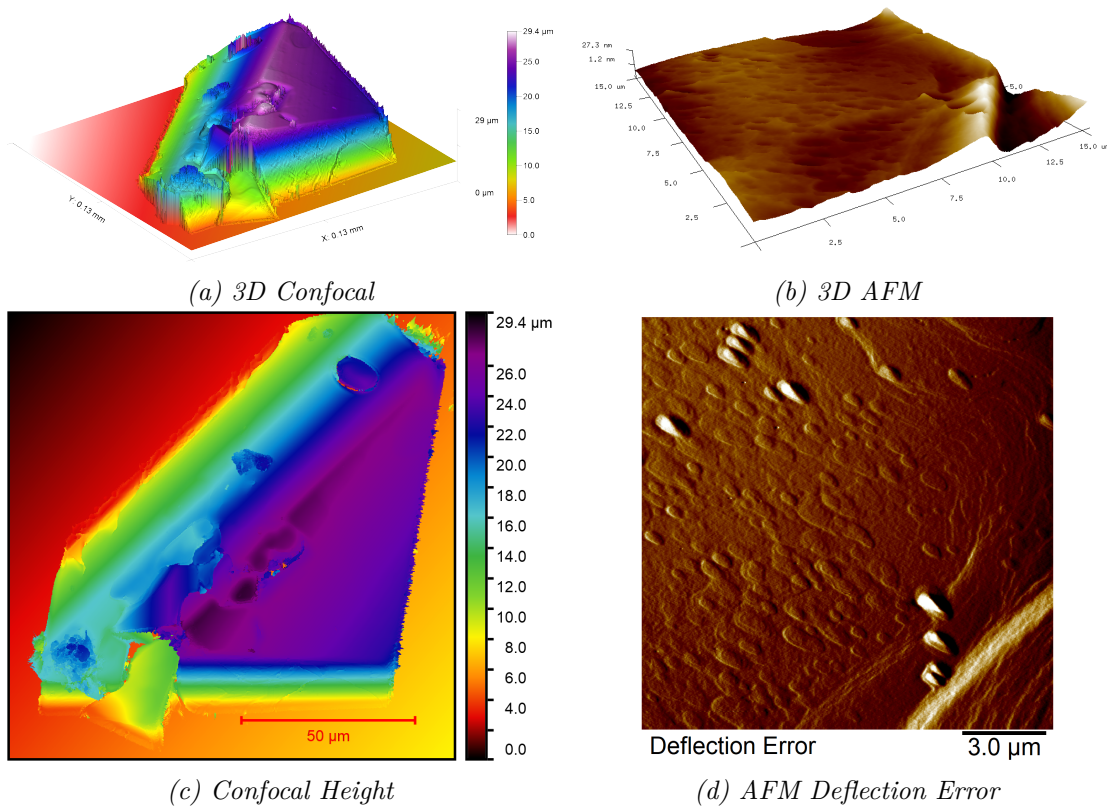 29.4 µm
25.0
20.0
15.0
10.0
5.0
0.0
29 µm
0 µm
Y: 0.13 mm
X: 0.13 mm
(a) 3D Confocal
27.3 nm
1.2 nm
15.0 um
12.5
10.0
7.5
5.0
2.5
2.5
5.0
7.5
10.0
12.5
15.0 um
5.0
(b) 3D AFM
29.4 µm
26.0
24.0
22.0
20.0
18.0
16.0
14.0
12.0
10.0
8.0
6.0
4.0
2.0
0.0
50 µm
(c) Confocal Height
Deflection Error
3.0 µm
(d) AFM Deflection Error